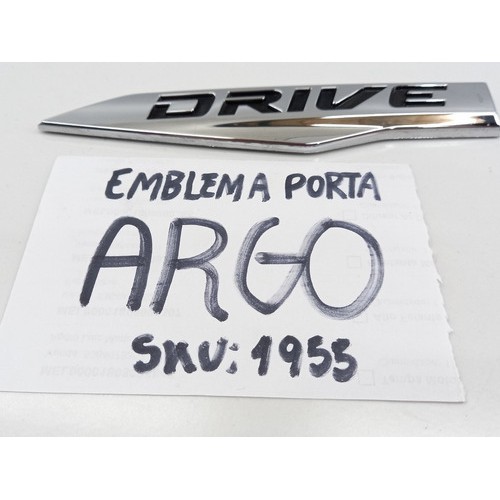 DRIVE
EMBLEMA PORTA
ARGO
SKU: 1955